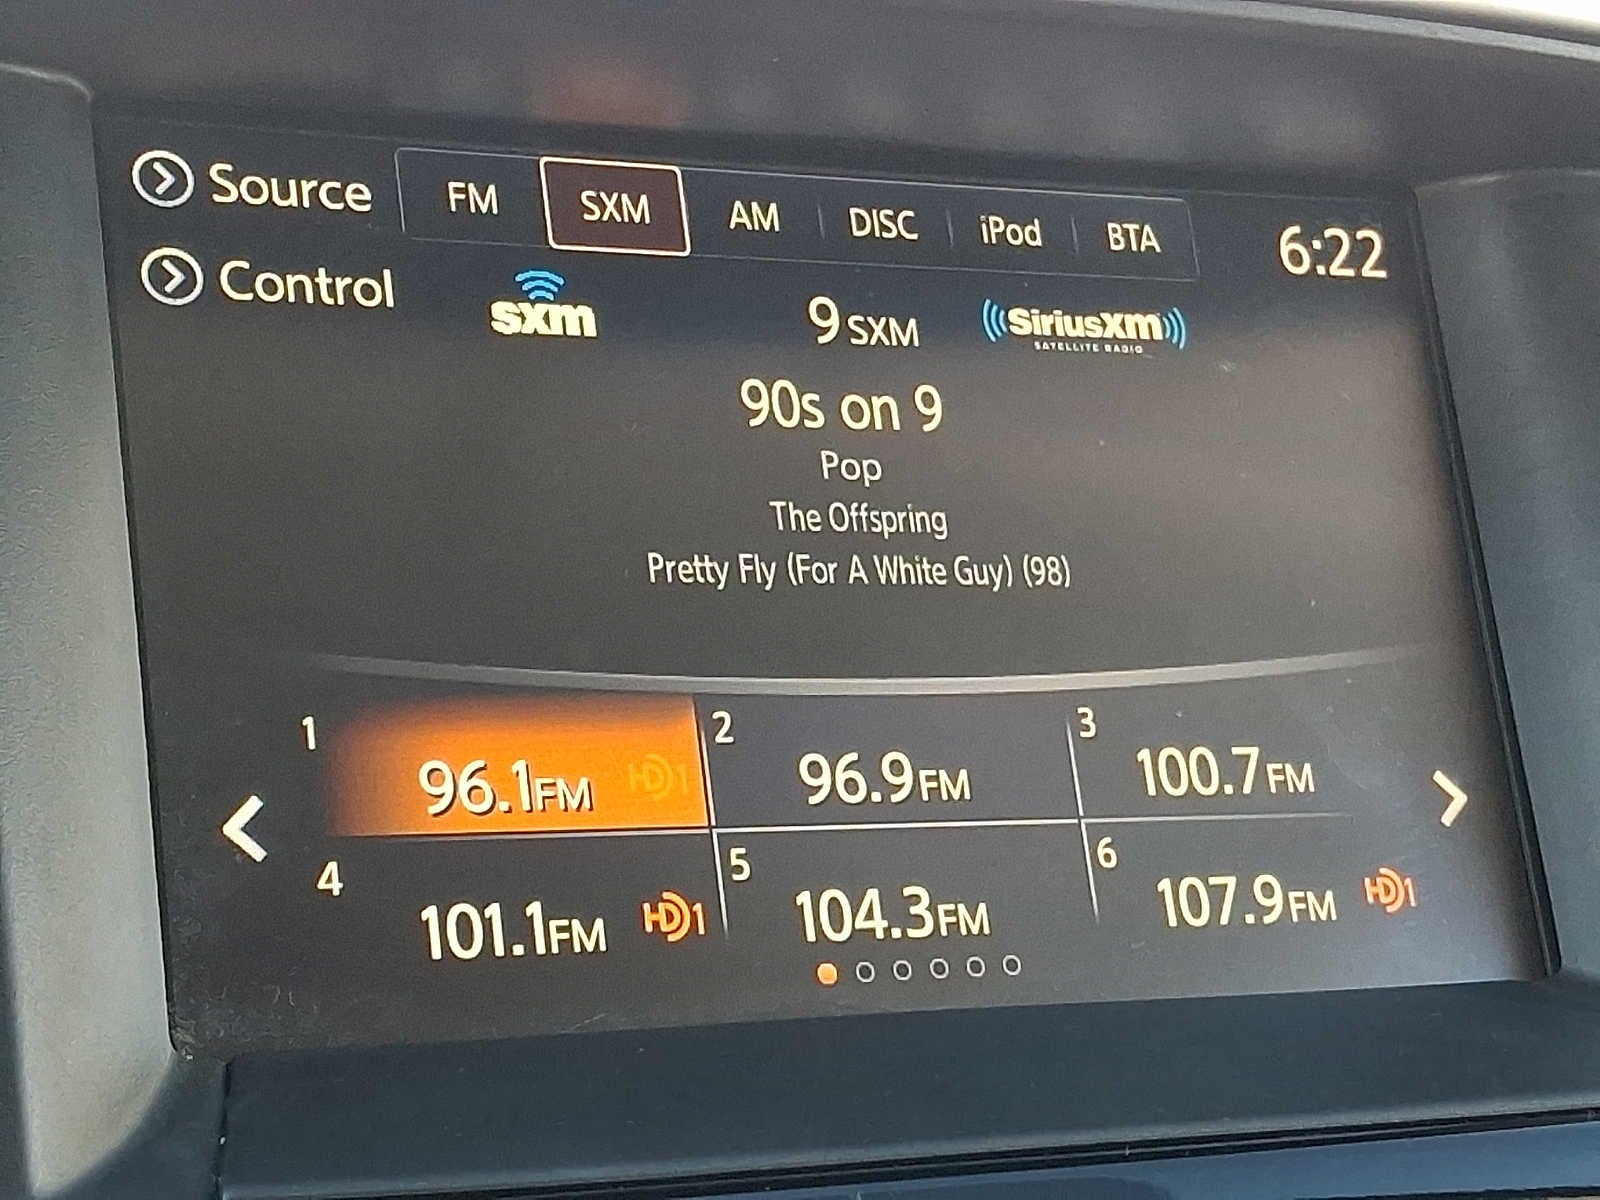 Source FM SXM AM DISC iPod BTA 6:22
Control sxm 9 SXM SiriusXM
SATELLITE RADIO
90s on 9
Pop
The Offspring
Pretty Fly (For A White Guy) (98)
1 96.1FM HD1 2 96.9FM 3 100.7FM
4 101.1FM HD1 5 104.3FM 6 107.9FM HD1